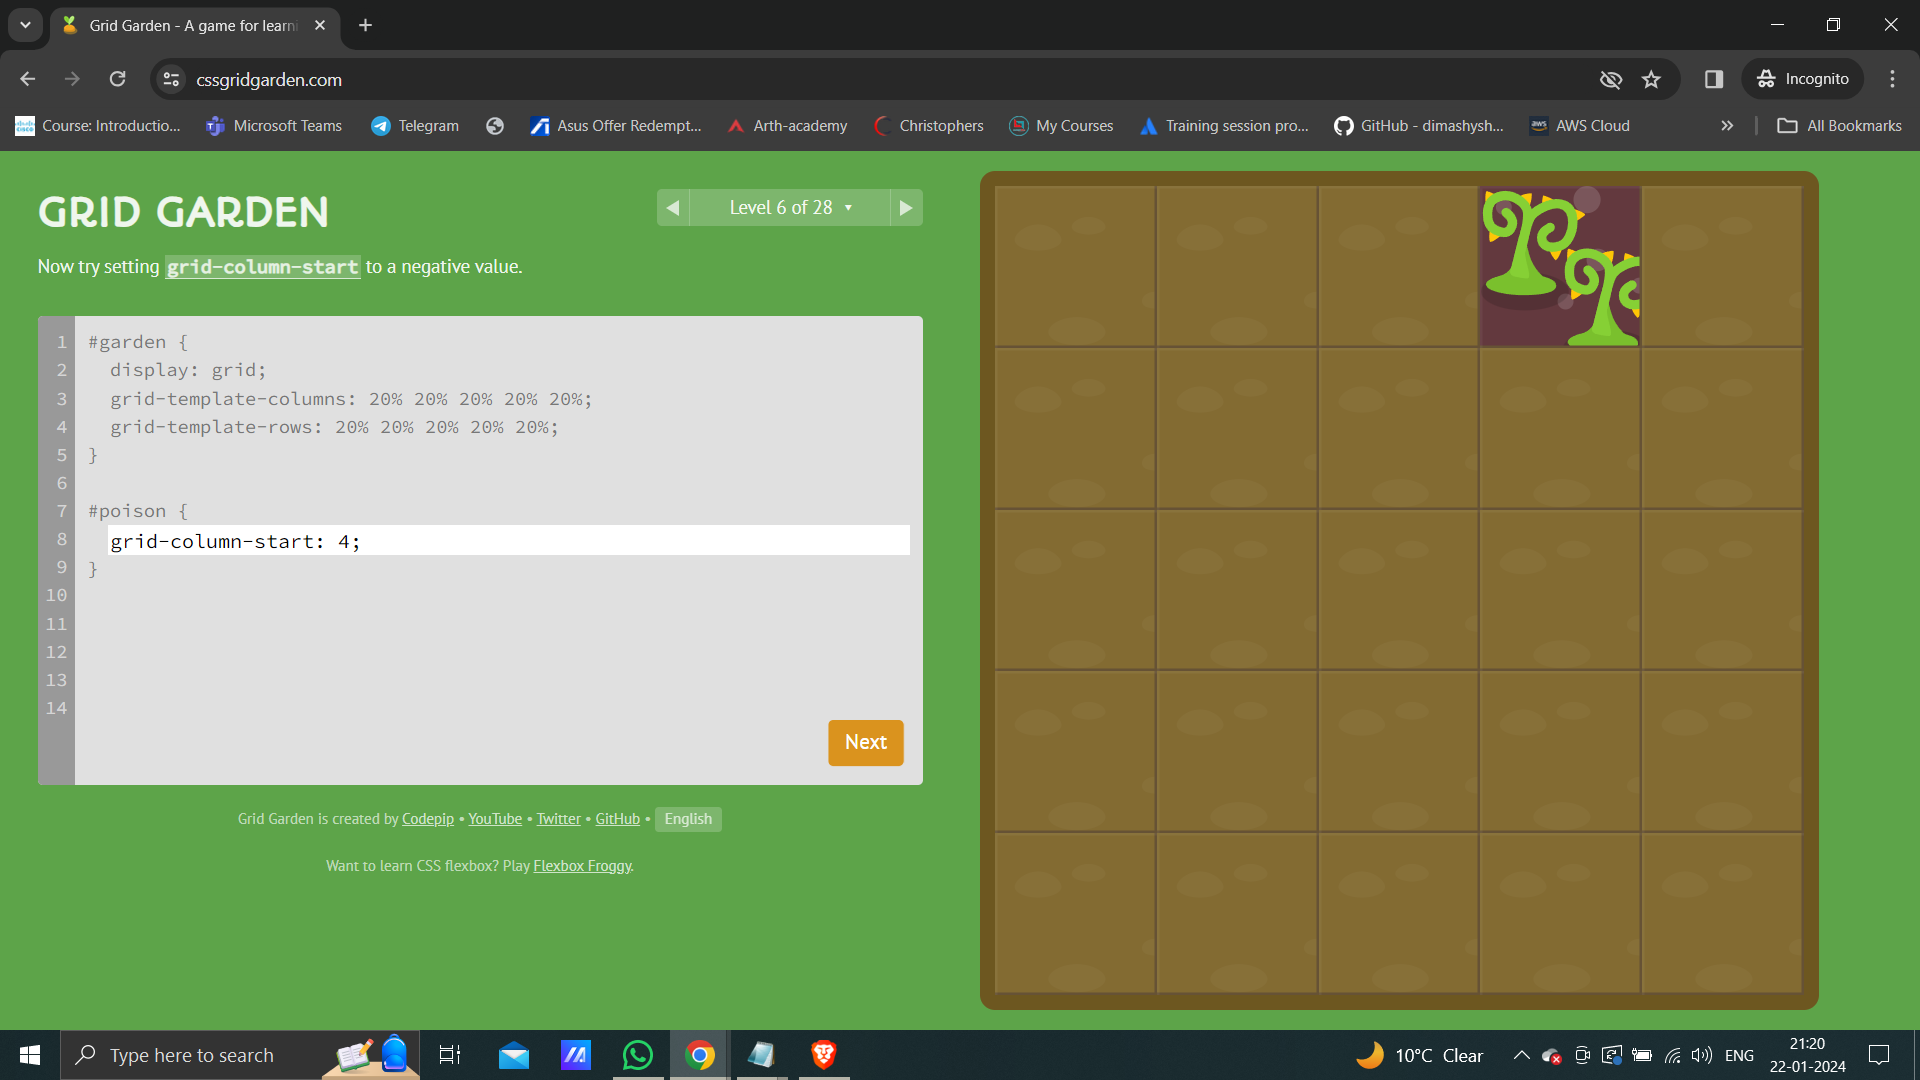 Grid Garden - A game for learni
cssgridgarden.com
Incognito
Course: Introductio...
Microsoft Teams
Telegram
Asus Offer Redempt...
Arth-academy
Christophers
My Courses
Training session pro...
GitHub - dimashysh...
AWS Cloud
All Bookmarks
GRID GARDEN
Level 6 of 28
Now try setting grid-column-start to a negative value.
1 #garden {
2 display: grid;
3 grid-template-columns: 20% 20% 20% 20% 20%;
4 grid-template-rows: 20% 20% 20% 20% 20%;
5 }
6
7 #poison {
8 grid-column-start: 4;
9 }
10
11
12
13
14
Next
Grid Garden is created by Codepip • YouTube • Twitter • GitHub • English
Want to learn CSS flexbox? Play Flexbox Froggy.
Type here to search
10°C Clear
ENG
21:20
22-01-2024